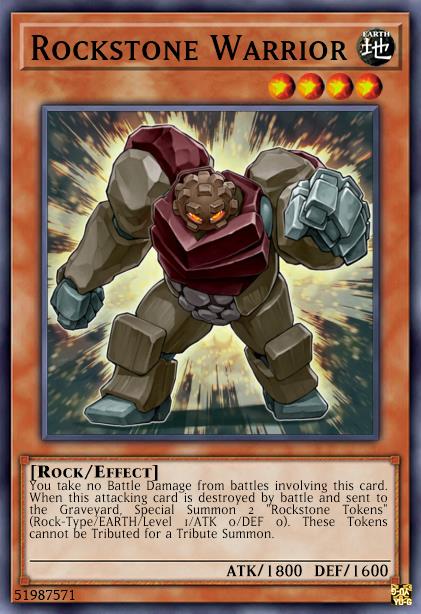 Rockstone Warrior
EARTH
地
[Rock/Effect]
You take no Battle Damage from battles involving this card.
When this attacking card is destroyed by battle and sent to
the Graveyard, Special Summon 2 "Rockstone Tokens"
(Rock-Type/EARTH/Level 1/ATK 0/DEF 0). These Tokens
cannot be Tributed for a Tribute Summon.
ATK/1800 DEF/1600
51987571